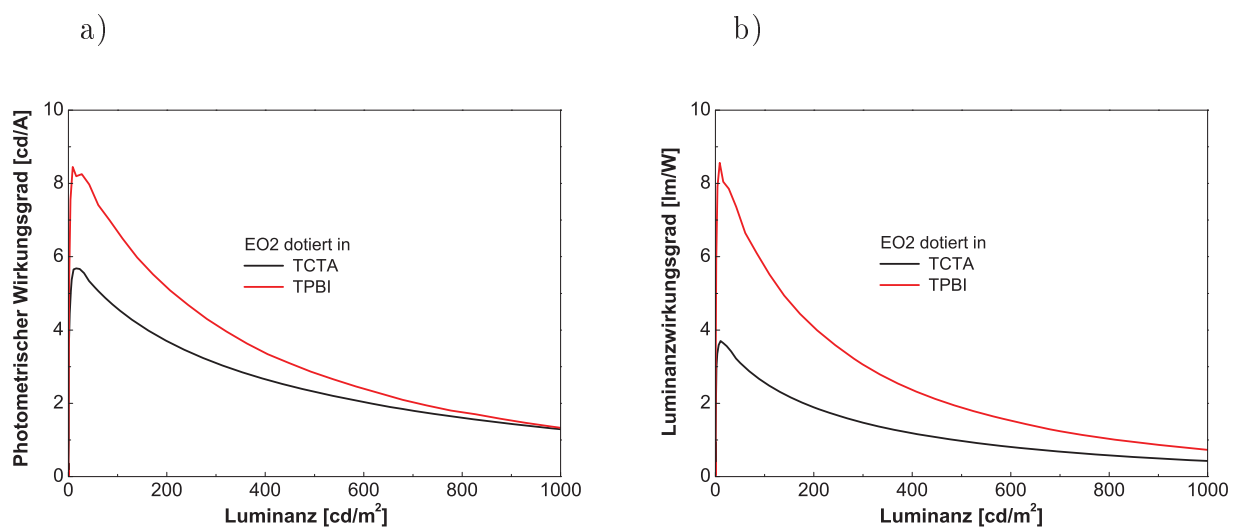 a)
b)
Photometrischer Wirkungsgrad [cd/A]
10
8
6
4
2
0
EO2 dotiert in
TCTA
TPBI
0 200 400 600 800 1000
Luminanz [cd/m²]
Luminanzwirkungsgrad [lm/W]
10
8
6
4
2
0
EO2 dotiert in
TCTA
TPBI
0 200 400 600 800 1000
Luminanz [cd/m²]